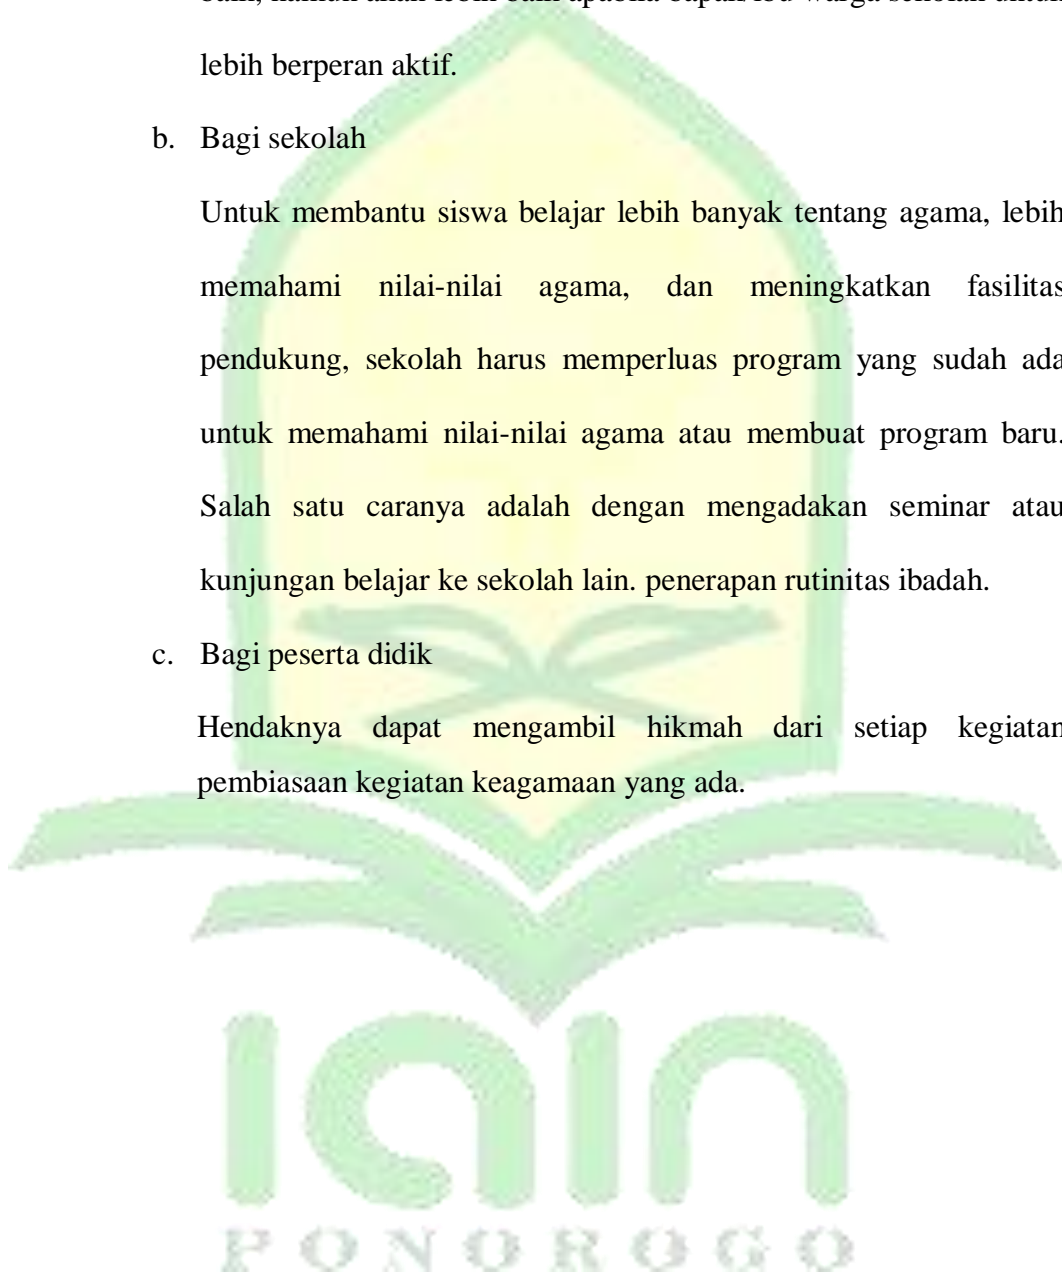 lebih berperan aktif.
b. Bagi sekolah
Untuk membantu siswa belajar lebih banyak tentang agama, lebih
memahami nilai-nilai agama, dan meningkatkan fasilitas
pendukung, sekolah harus memperluas program yang sudah ada
untuk memahami nilai-nilai agama atau membuat program baru.
Salah satu caranya adalah dengan mengadakan seminar atau
kunjungan belajar ke sekolah lain. penerapan rutinitas ibadah.
c. Bagi peserta didik
Hendaknya dapat mengambil hikmah dari setiap kegiatan
pembiasaan kegiatan keagamaan yang ada.
iain
PONOROGO